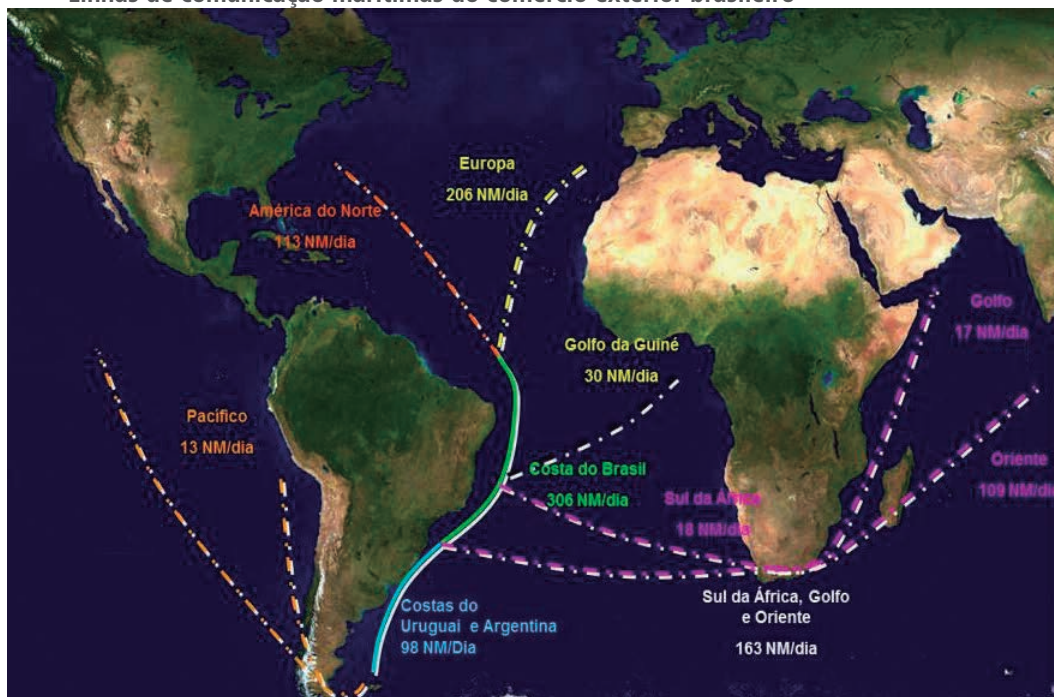 Linhas de comunicação marítimas do comércio exterior brasileiro
Europa
206 NM/dia
América do Norte
113 NM/dia
Golfo
17 NM/dia
Golfo da Guiné
30 NM/dia
Pacífico
13 NM/dia
Costa do Brasil
306 NM/dia
Sul da África
18 NM/dia
Oriente
109 NM/dia
Costas do
Uruguai e Argentina
98 NM/Dia
Sul da África, Golfo
e Oriente
163 NM/dia